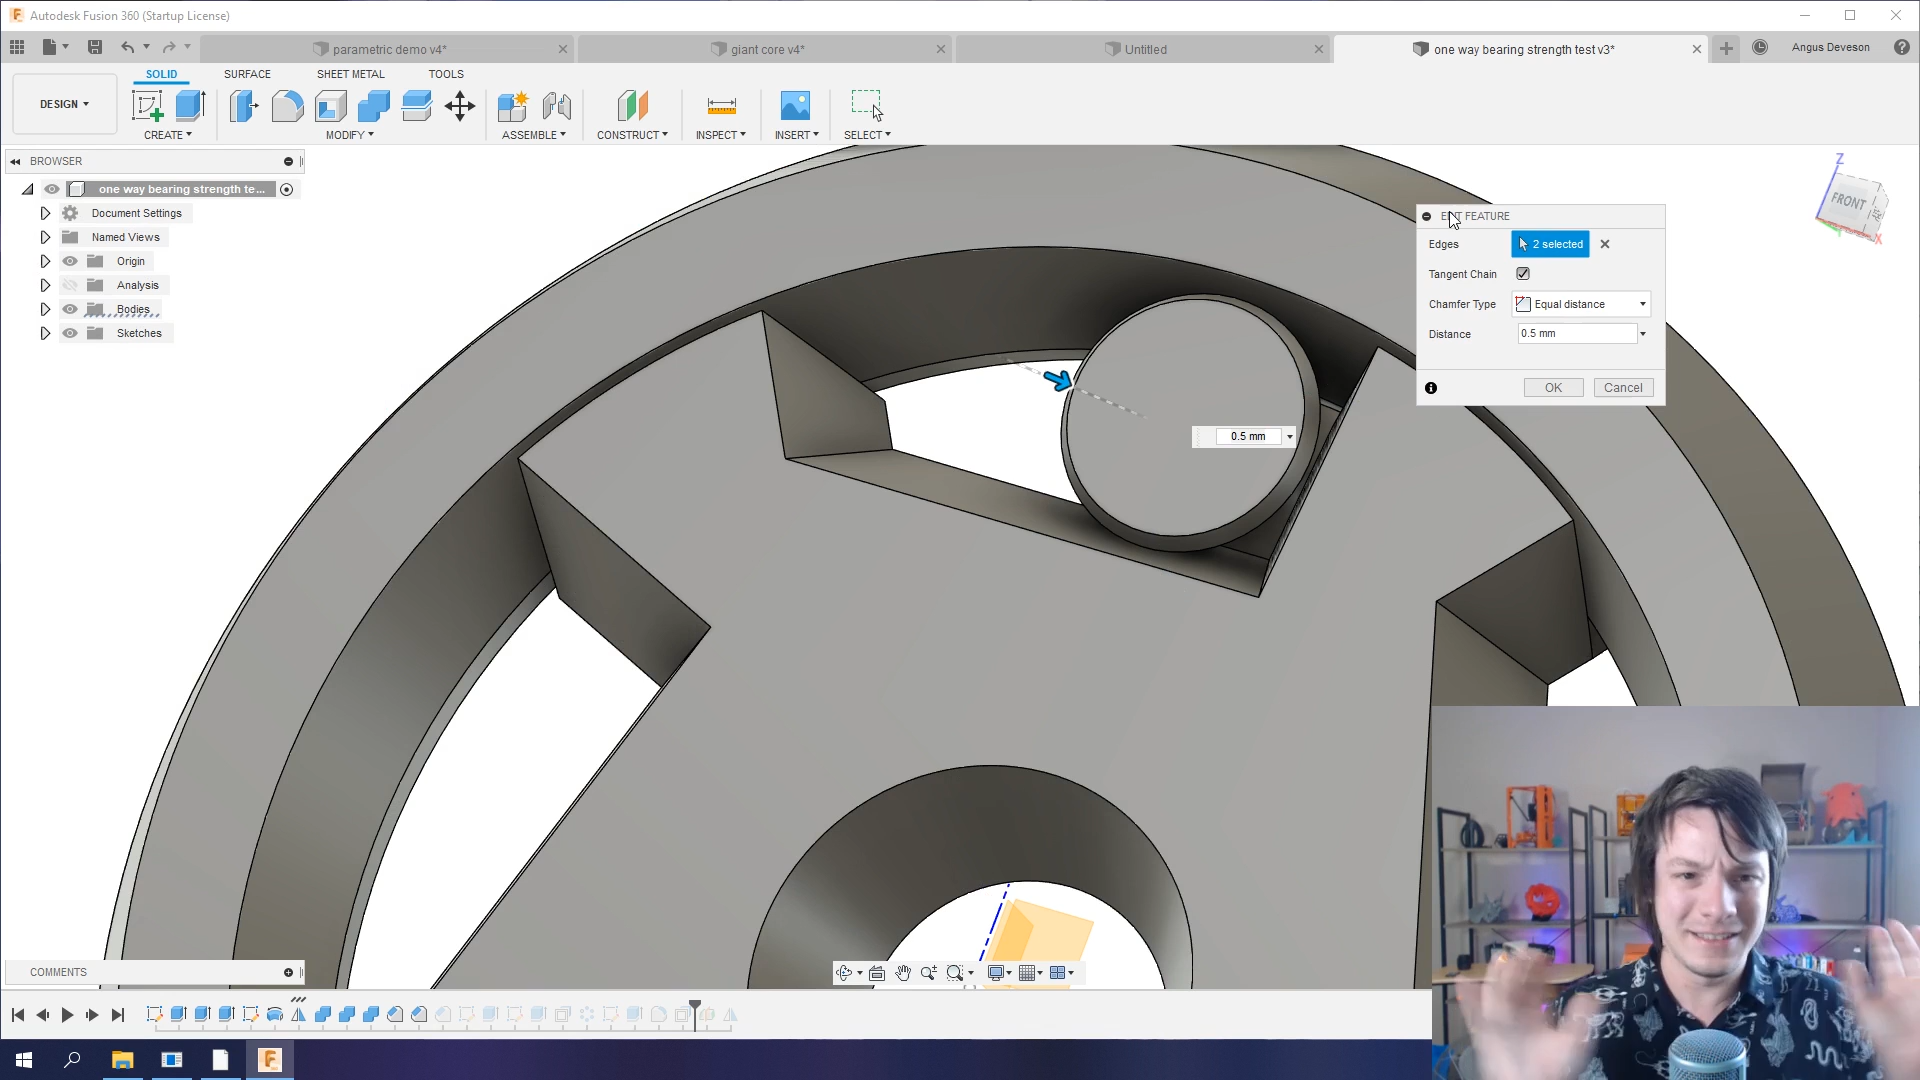 Autodesk Fusion 360 (Startup License)
parametric demo v4*
giant core v4*
Untitled
one way bearing strength test v3*
Angus Deveson
DESIGN
SOLID
SURFACE
SHEET METAL
TOOLS
CREATE
MODIFY
ASSEMBLE
CONSTRUCT
INSPECT
INSERT
SELECT
BROWSER
one way bearing strength te...
Document Settings
Named Views
Origin
Analysis
Bodies
Sketches
Z
FRONT
X
FEATURE
Edges
2 selected
Tangent Chain
Chamfer Type
Equal distance
Distance
0.5 mm
OK
Cancel
0.5 mm
COMMENTS